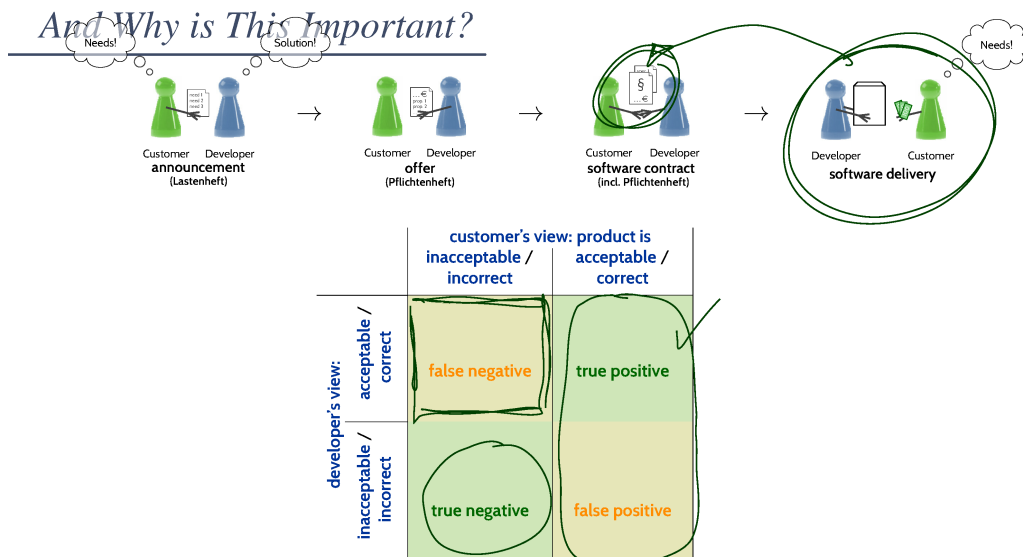 And Why is This Important?
Needs!
Solution!
Needs!
need 1
need 2
need 3
... €
prop. 1
prop. 2
§
... €
Customer Developer
announcement
(Lastenheft)
Customer Developer
offer
(Pflichtenheft)
Customer Developer
software contract
(incl. Pflichtenheft)
Developer Customer
software delivery
customer's view: product is
inacceptable /
incorrect
acceptable /
correct
developer's view:
acceptable /
correct
false negative
true positive
inacceptable /
incorrect
true negative
false positive